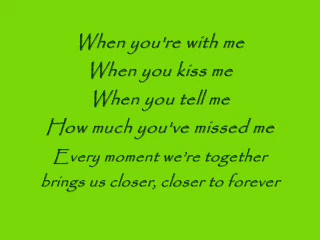 When you're with me
When you kiss me
When you tell me
How much you've missed me
Every moment we're together
brings us closer, closer to forever